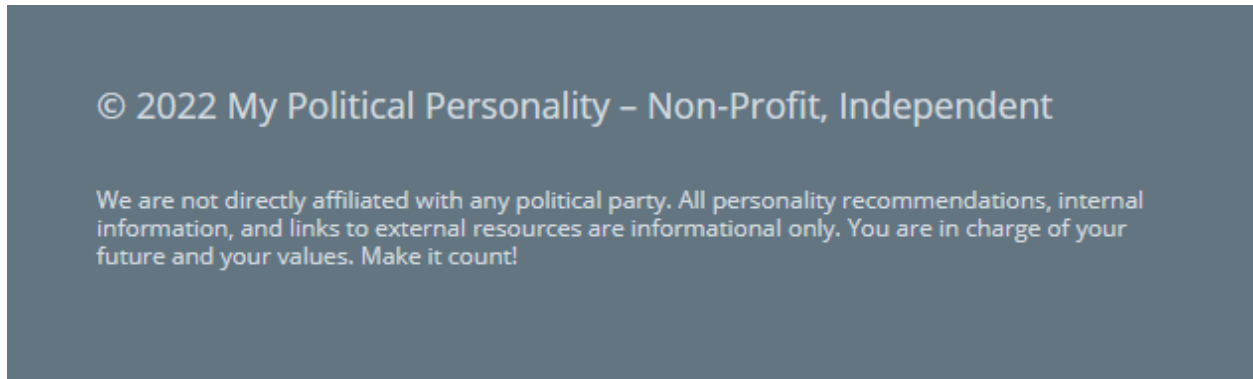 © 2022 My Political Personality – Non-Profit, Independent
We are not directly affiliated with any political party. All personality recommendations, internal
information, and links to external resources are informational only. You are in charge of your
future and your values. Make it count!